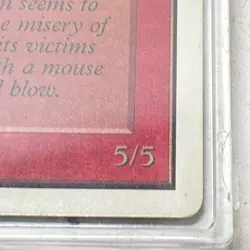 n seems to
e misery of
its victims
h a mouse
l blow.
5/5